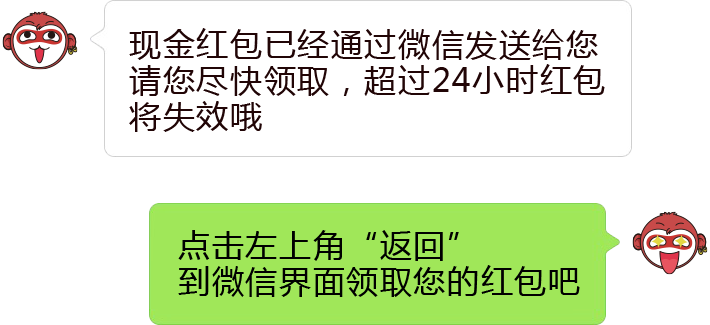 现金红包已经通过微信发送给您
请您尽快领取，超过24小时红包
将失效哦
点击左上角“返回”
到微信界面领取您的红包吧